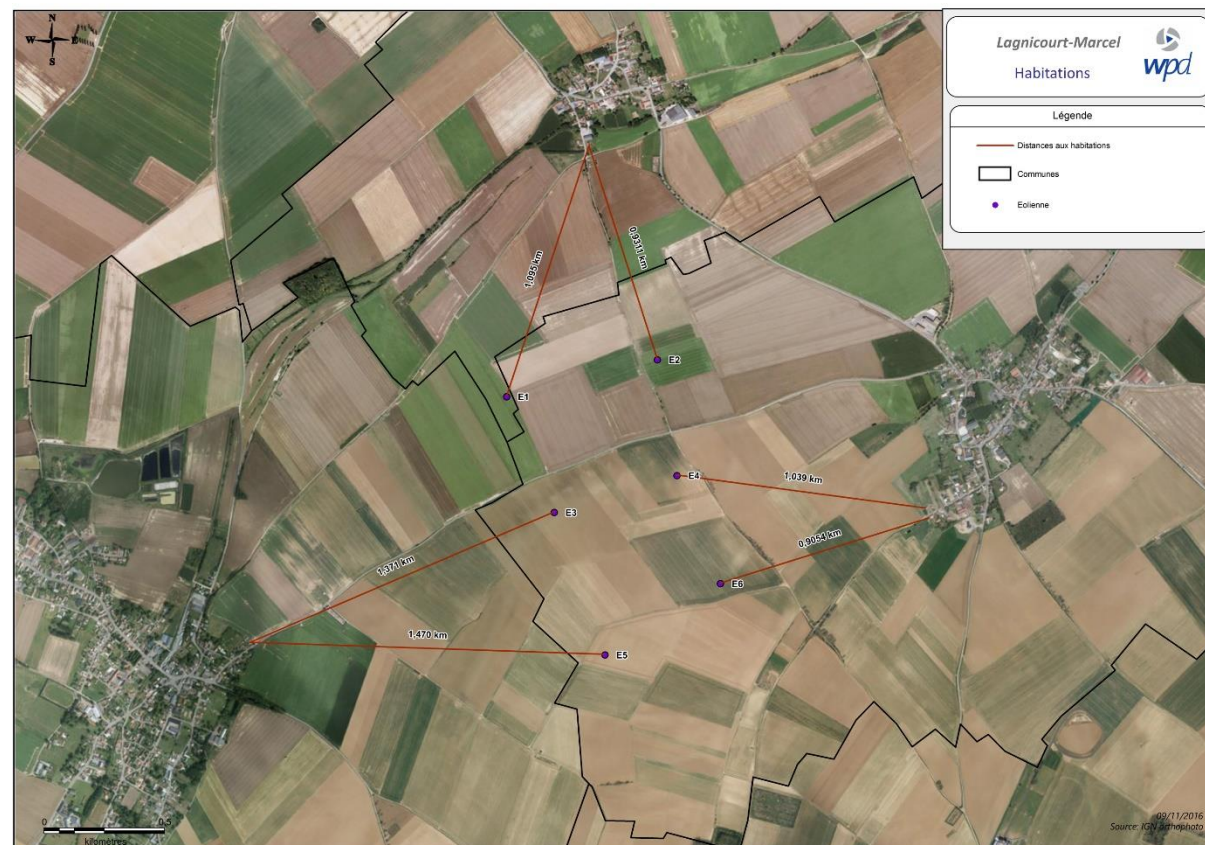 N
W
E
S
Lagnicourt-Marcel
Habitations
wpd
Légende
Distances aux habitations
Communes
Eolienne
1,095 km
0,9311 km
E2
E1
E4
1,039 km
E3
0,9054 km
1,371 km
E6
1,470 km
E5
0
0,5
kilomètres
09/11/2016
Source: IGN orthophoto